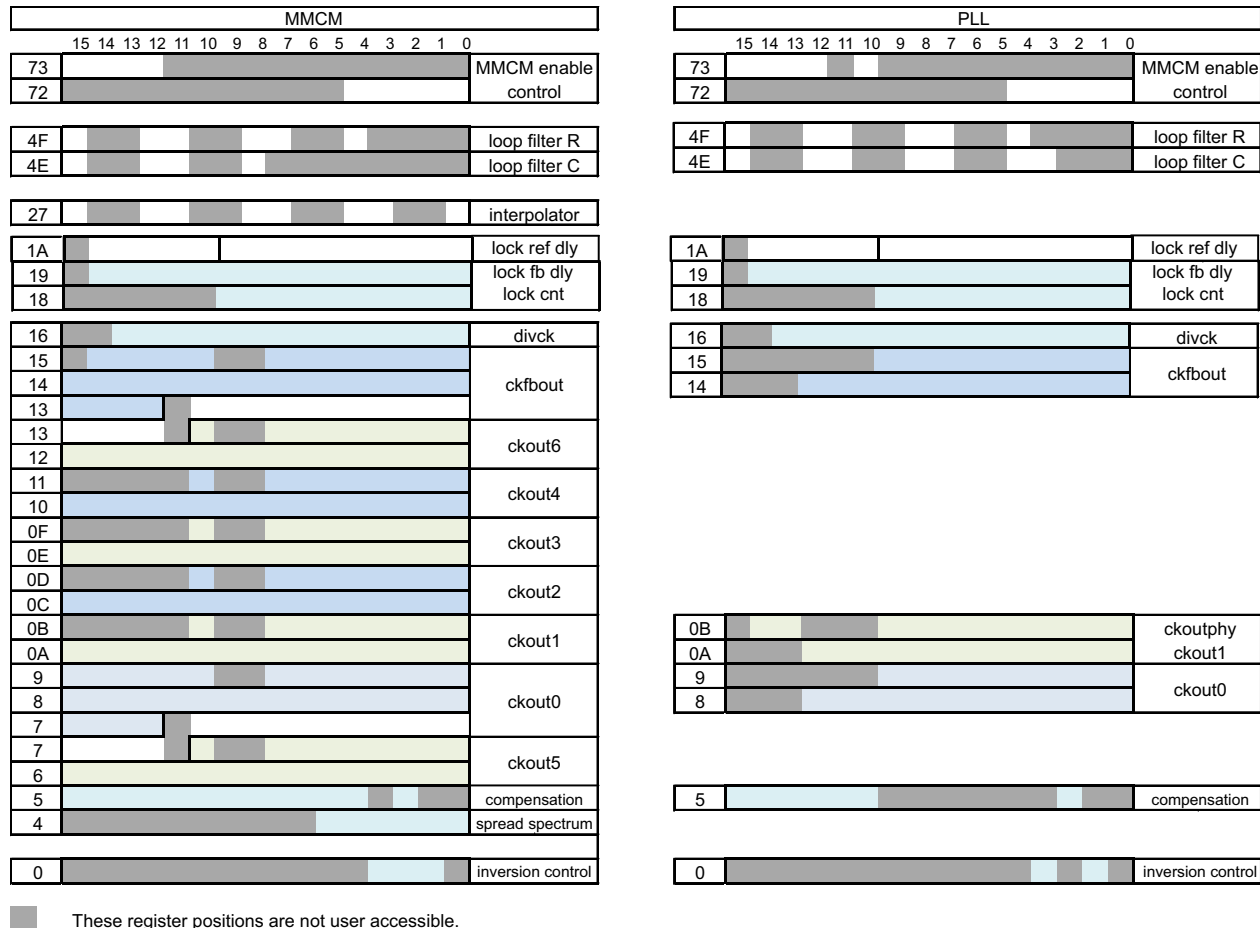 MMCM
15 14 13 12 11 10 9 8 7 6 5 4 3 2 1 0
73 MMCM enable
72 control
4F loop filter R
4E loop filter C
27 interpolator
1A lock ref dly
19 lock fb dly
18 lock cnt
16 divck
15
14 ckfbout
13
13
12 ckout6
11
10 ckout4
0F
0E ckout3
0D
0C ckout2
0B
0A ckout1
9
8 ckout0
7
7
6 ckout5
5 compensation
4 spread spectrum
0 inversion control
PLL
15 14 13 12 11 10 9 8 7 6 5 4 3 2 1 0
73 MMCM enable
72 control
4F loop filter R
4E loop filter C
1A lock ref dly
19 lock fb dly
18 lock cnt
16 divck
15
14 ckfbout
0B ckoutphy
0A ckout1
9
8 ckout0
5 compensation
0 inversion control
These register positions are not user accessible.